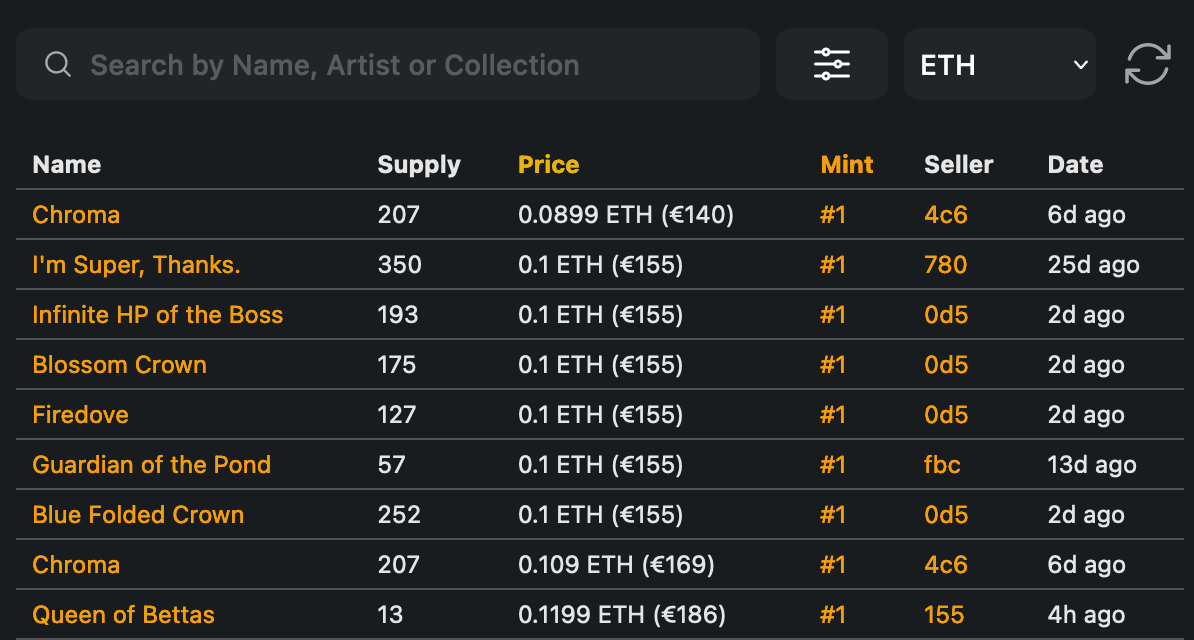 Search by Name, Artist or Collection ETH
Name Supply Price Mint Seller Date
Chroma 207 0.0899 ETH (€140) #1 4c6 6d ago
I'm Super, Thanks. 350 0.1 ETH (€155) #1 780 25d ago
Infinite HP of the Boss 193 0.1 ETH (€155) #1 0d5 2d ago
Blossom Crown 175 0.1 ETH (€155) #1 0d5 2d ago
Firedove 127 0.1 ETH (€155) #1 0d5 2d ago
Guardian of the Pond 57 0.1 ETH (€155) #1 fbc 13d ago
Blue Folded Crown 252 0.1 ETH (€155) #1 0d5 2d ago
Chroma 207 0.109 ETH (€169) #1 4c6 6d ago
Queen of Bettas 13 0.1199 ETH (€186) #1 155 4h ago